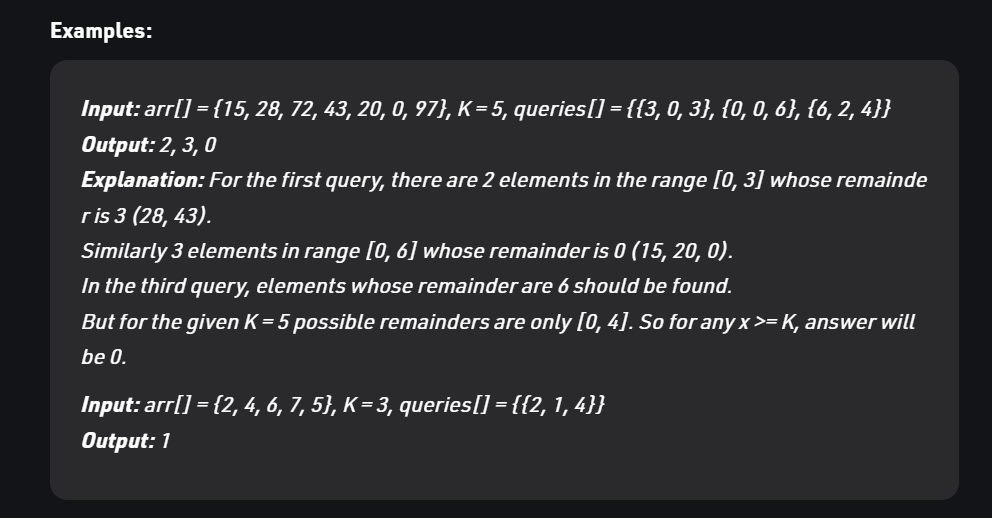 Examples:
Input: arr[] = {15, 28, 72, 43, 20, 0, 97}, K = 5, queries[] = {{3, 0, 3}, {0, 0, 6}, {6, 2, 4}}
Output: 2, 3, 0
Explanation: For the first query, there are 2 elements in the range [0, 3] whose remainde
r is 3 (28, 43).
Similarly 3 elements in range [0, 6] whose remainder is 0 (15, 20, 0).
In the third query, elements whose remainder are 6 should be found.
But for the given K = 5 possible remainders are only [0, 4]. So for any x >= K, answer will
be 0.
Input: arr[] = {2, 4, 6, 7, 5}, K = 3, queries[] = {{2, 1, 4}}
Output: 1